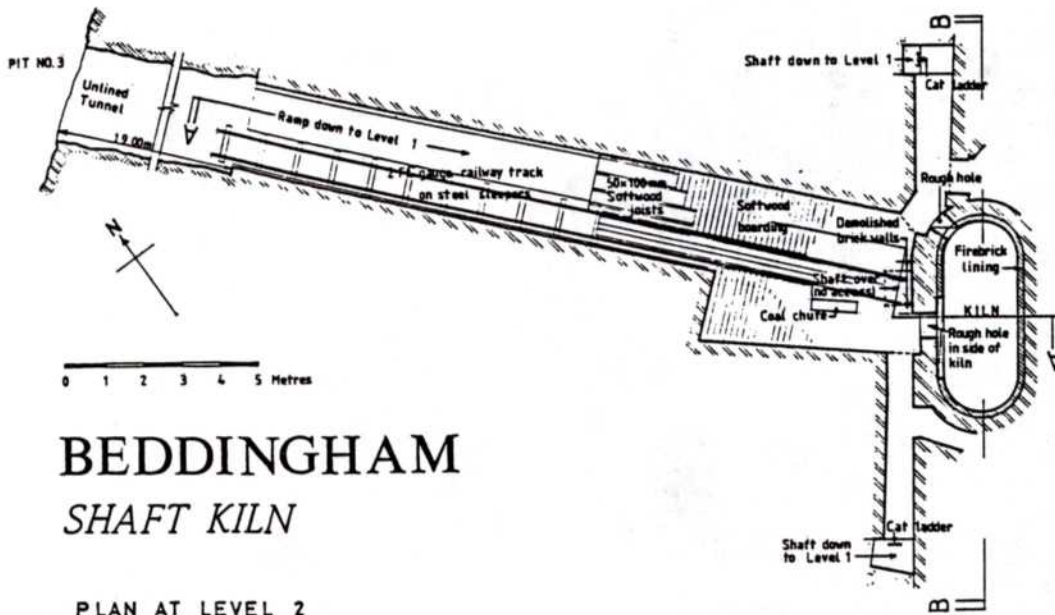 PIT NO.3
Unlined
Tunnel
19.00m
A
Ramp down to Level 1
2 Ft gauge railway track
on steel sleepers
50×100mm
Softwood
joists
Softwood
boarding
Demolished
brick walls
Shaft over
(no access)
Coal chute
B
Shaft down to Level 1
Cat ladder
Rough hole
Firebrick
lining
KILN
Rough hole
in side of
kiln
A
Cat ladder
Shaft down
to Level 1
B
N
0 1 2 3 4 5 Metres
BEDDINGHAM
SHAFT KILN
PLAN AT LEVEL 2